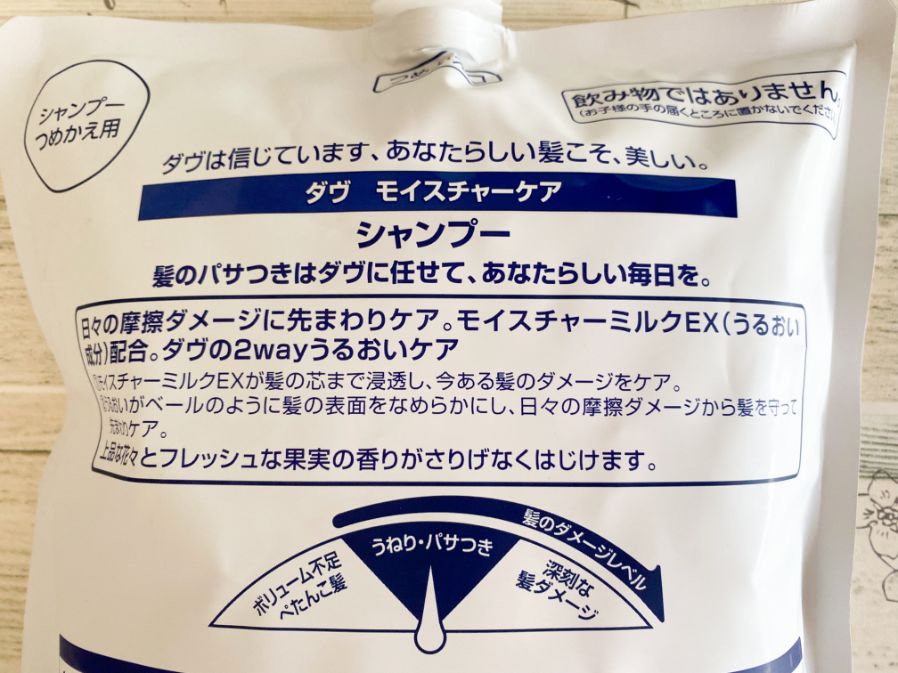 シャンプー
つめかえ用
飲み物ではありません。
(お子様の手の届くところに置かないでくださ
ダヴは信じています、あなたらしい髪こそ、美しい。
ダヴ モイスチャーケア
シャンプー
髪のパサつきはダヴに任せて、あなたらしい毎日を。
日々の摩擦ダメージに先まわりケア。モイスチャーミルクEX(うるおい
成分)配合。ダヴの2wayうるおいケア
①モイスチャーミルクEXが髪の芯まで浸透し、今ある髪のダメージをケア。
②うるおいがベールのように髪の表面をなめらかにし、日々の摩擦ダメージから髪を守って
先まわりケア。
上品な花々とフレッシュな果実の香りがさりげなくはじけます。
髪のダメージレベル
ボリューム不足
ぺたんこ髪
うねり・パサつき
深刻な
髪ダメージ